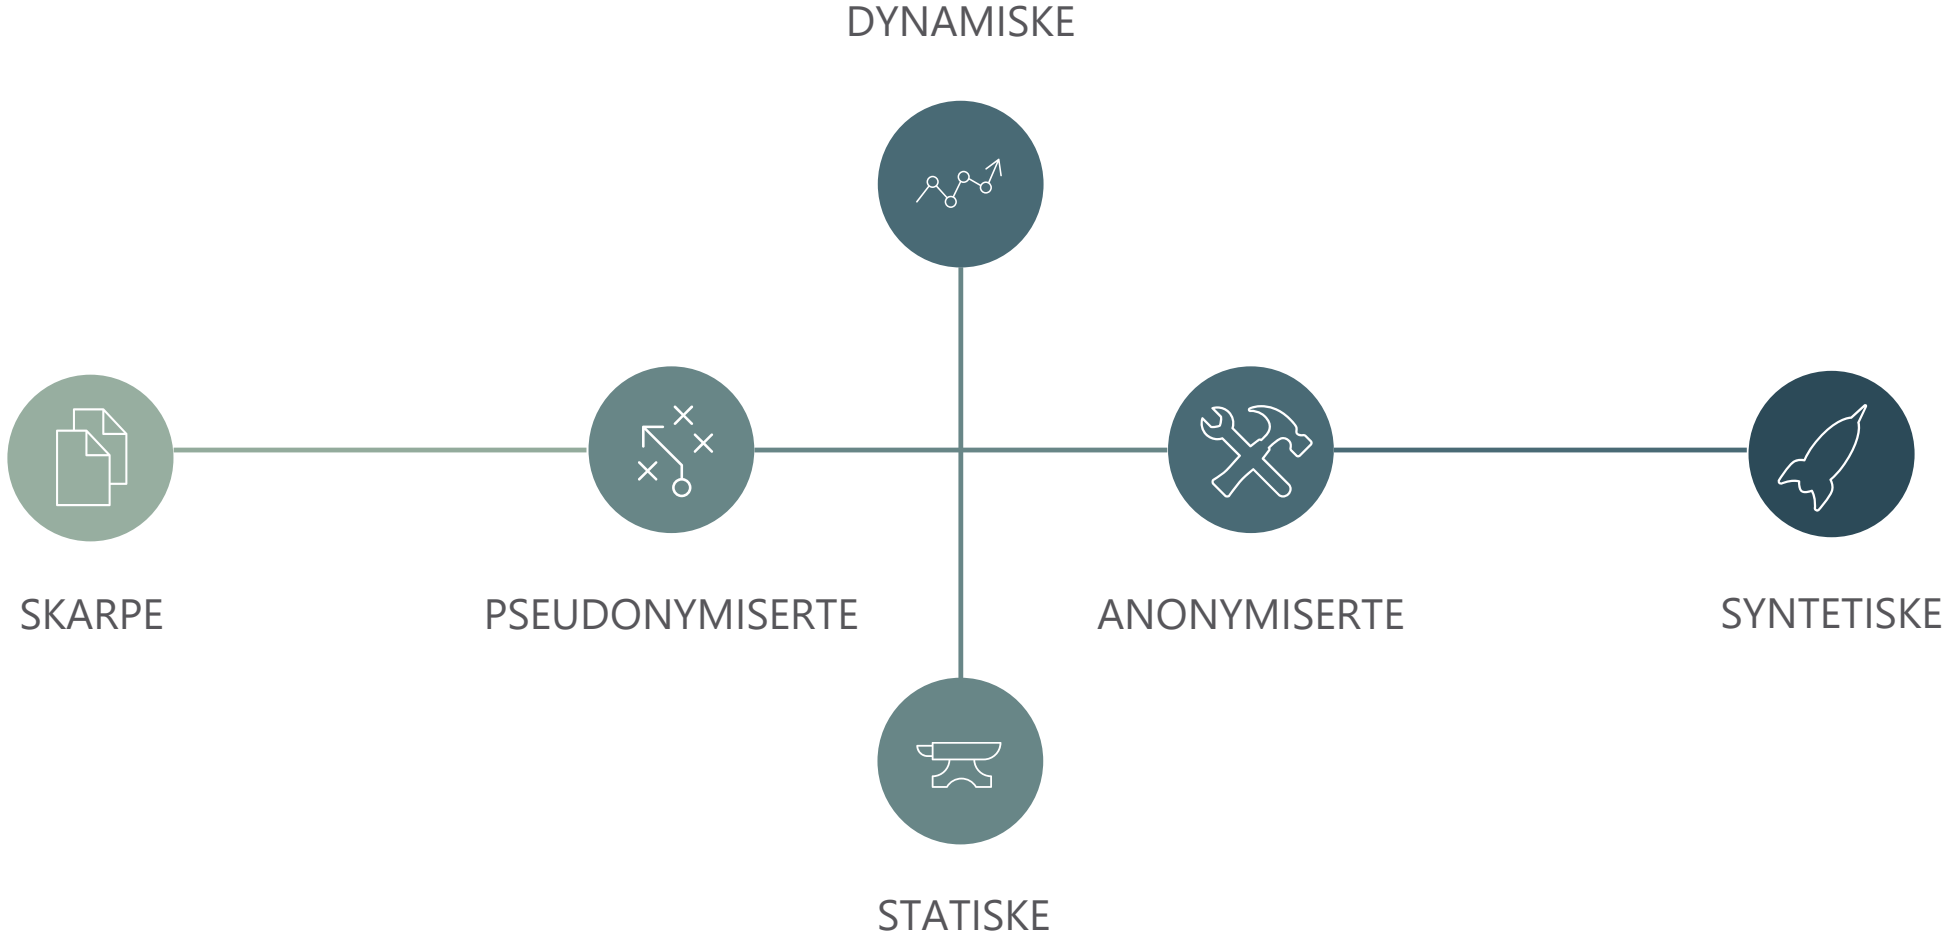 DYNAMISKE
SKARPE
PSEUDONYMISERTE
ANONYMISERTE
SYNTETISKE
STATISKE